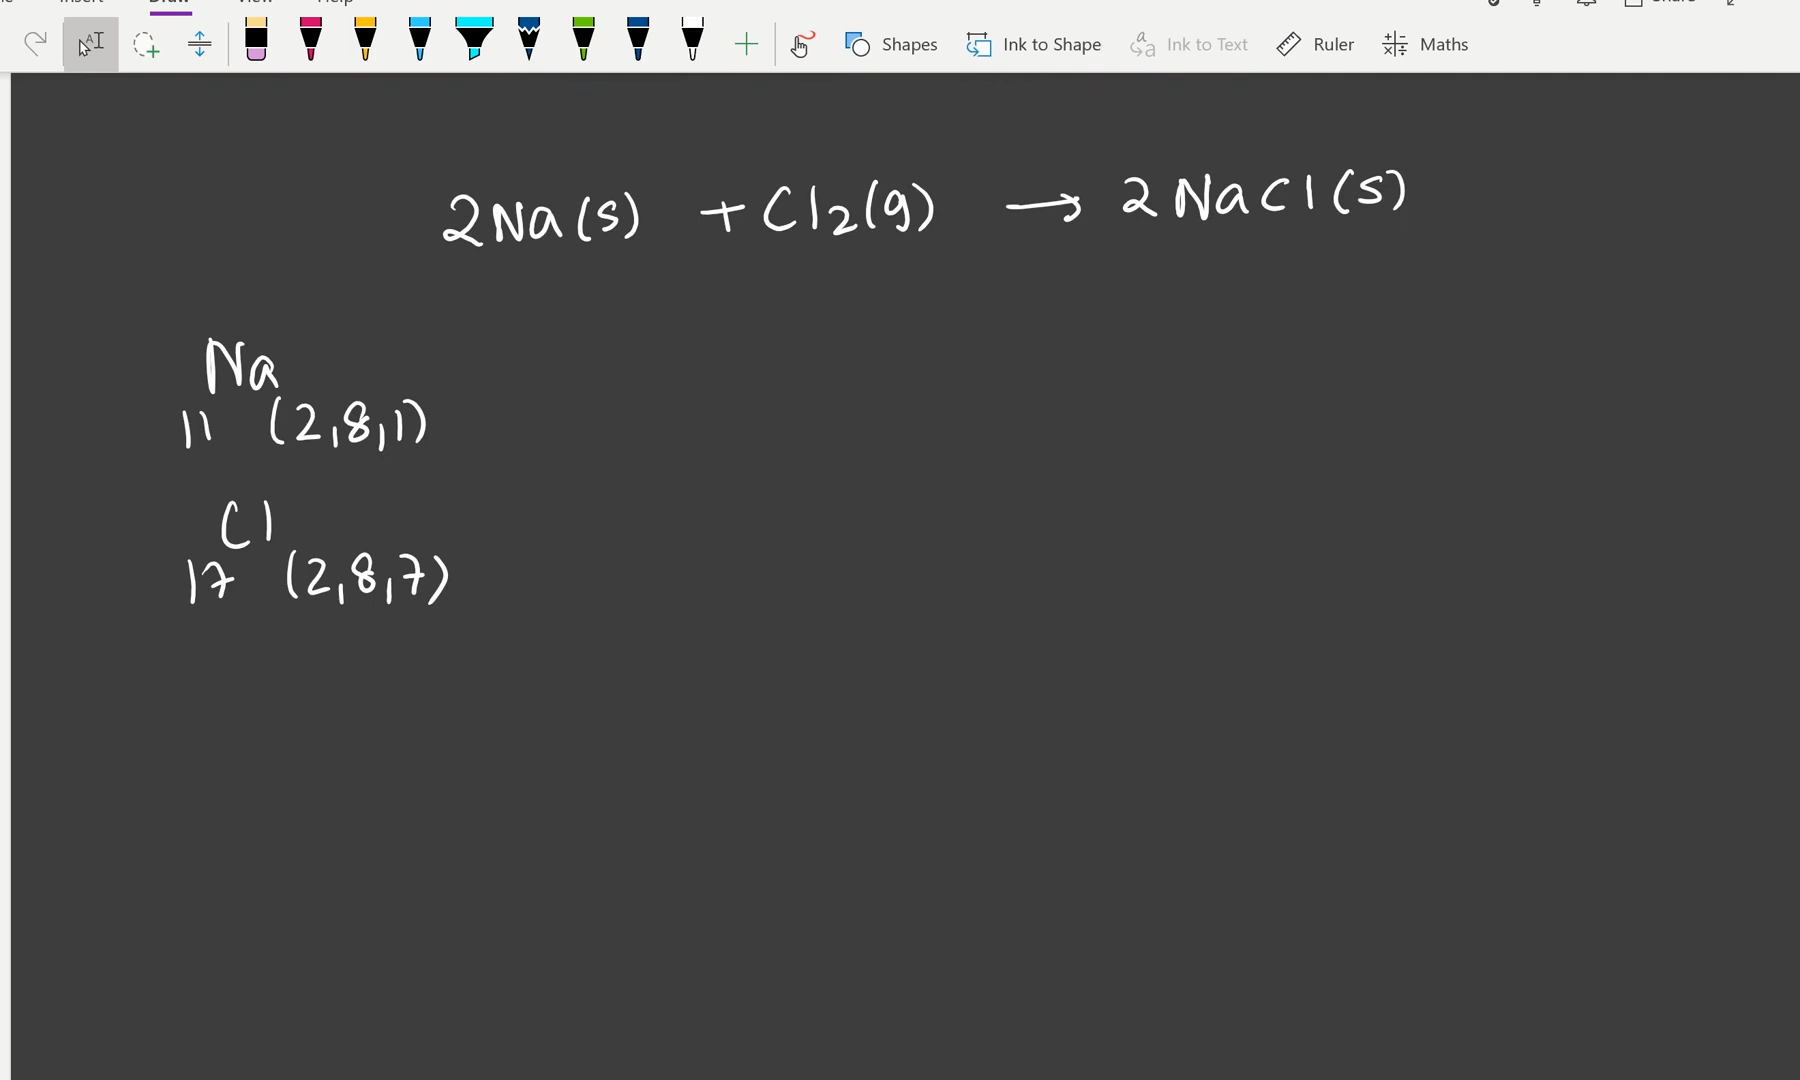 Draw
Shapes Ink to Shape Ink to Text Ruler Maths
2Na(s) + Cl₂(g) → 2NaCl(s)
Na
11 (2,8,1)
Cl
17 (2,8,7)